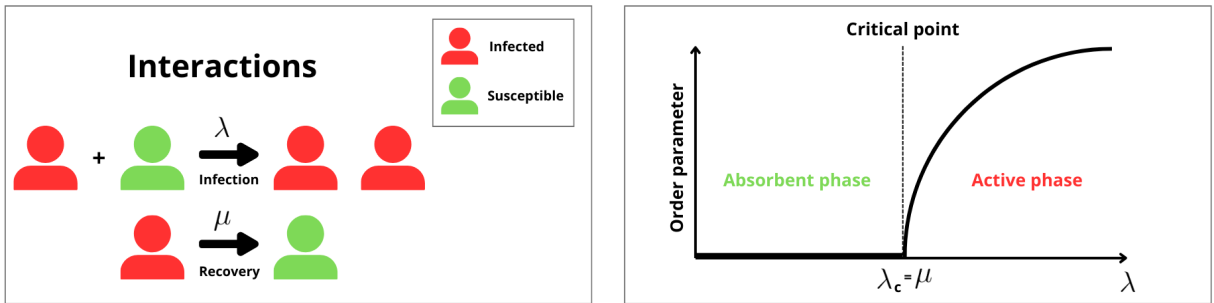 Interactions
Infected
Susceptible
+
λ
Infection
μ
Recovery
Critical point
Order parameter
Absorbent phase
Active phase
λc = μ
λ